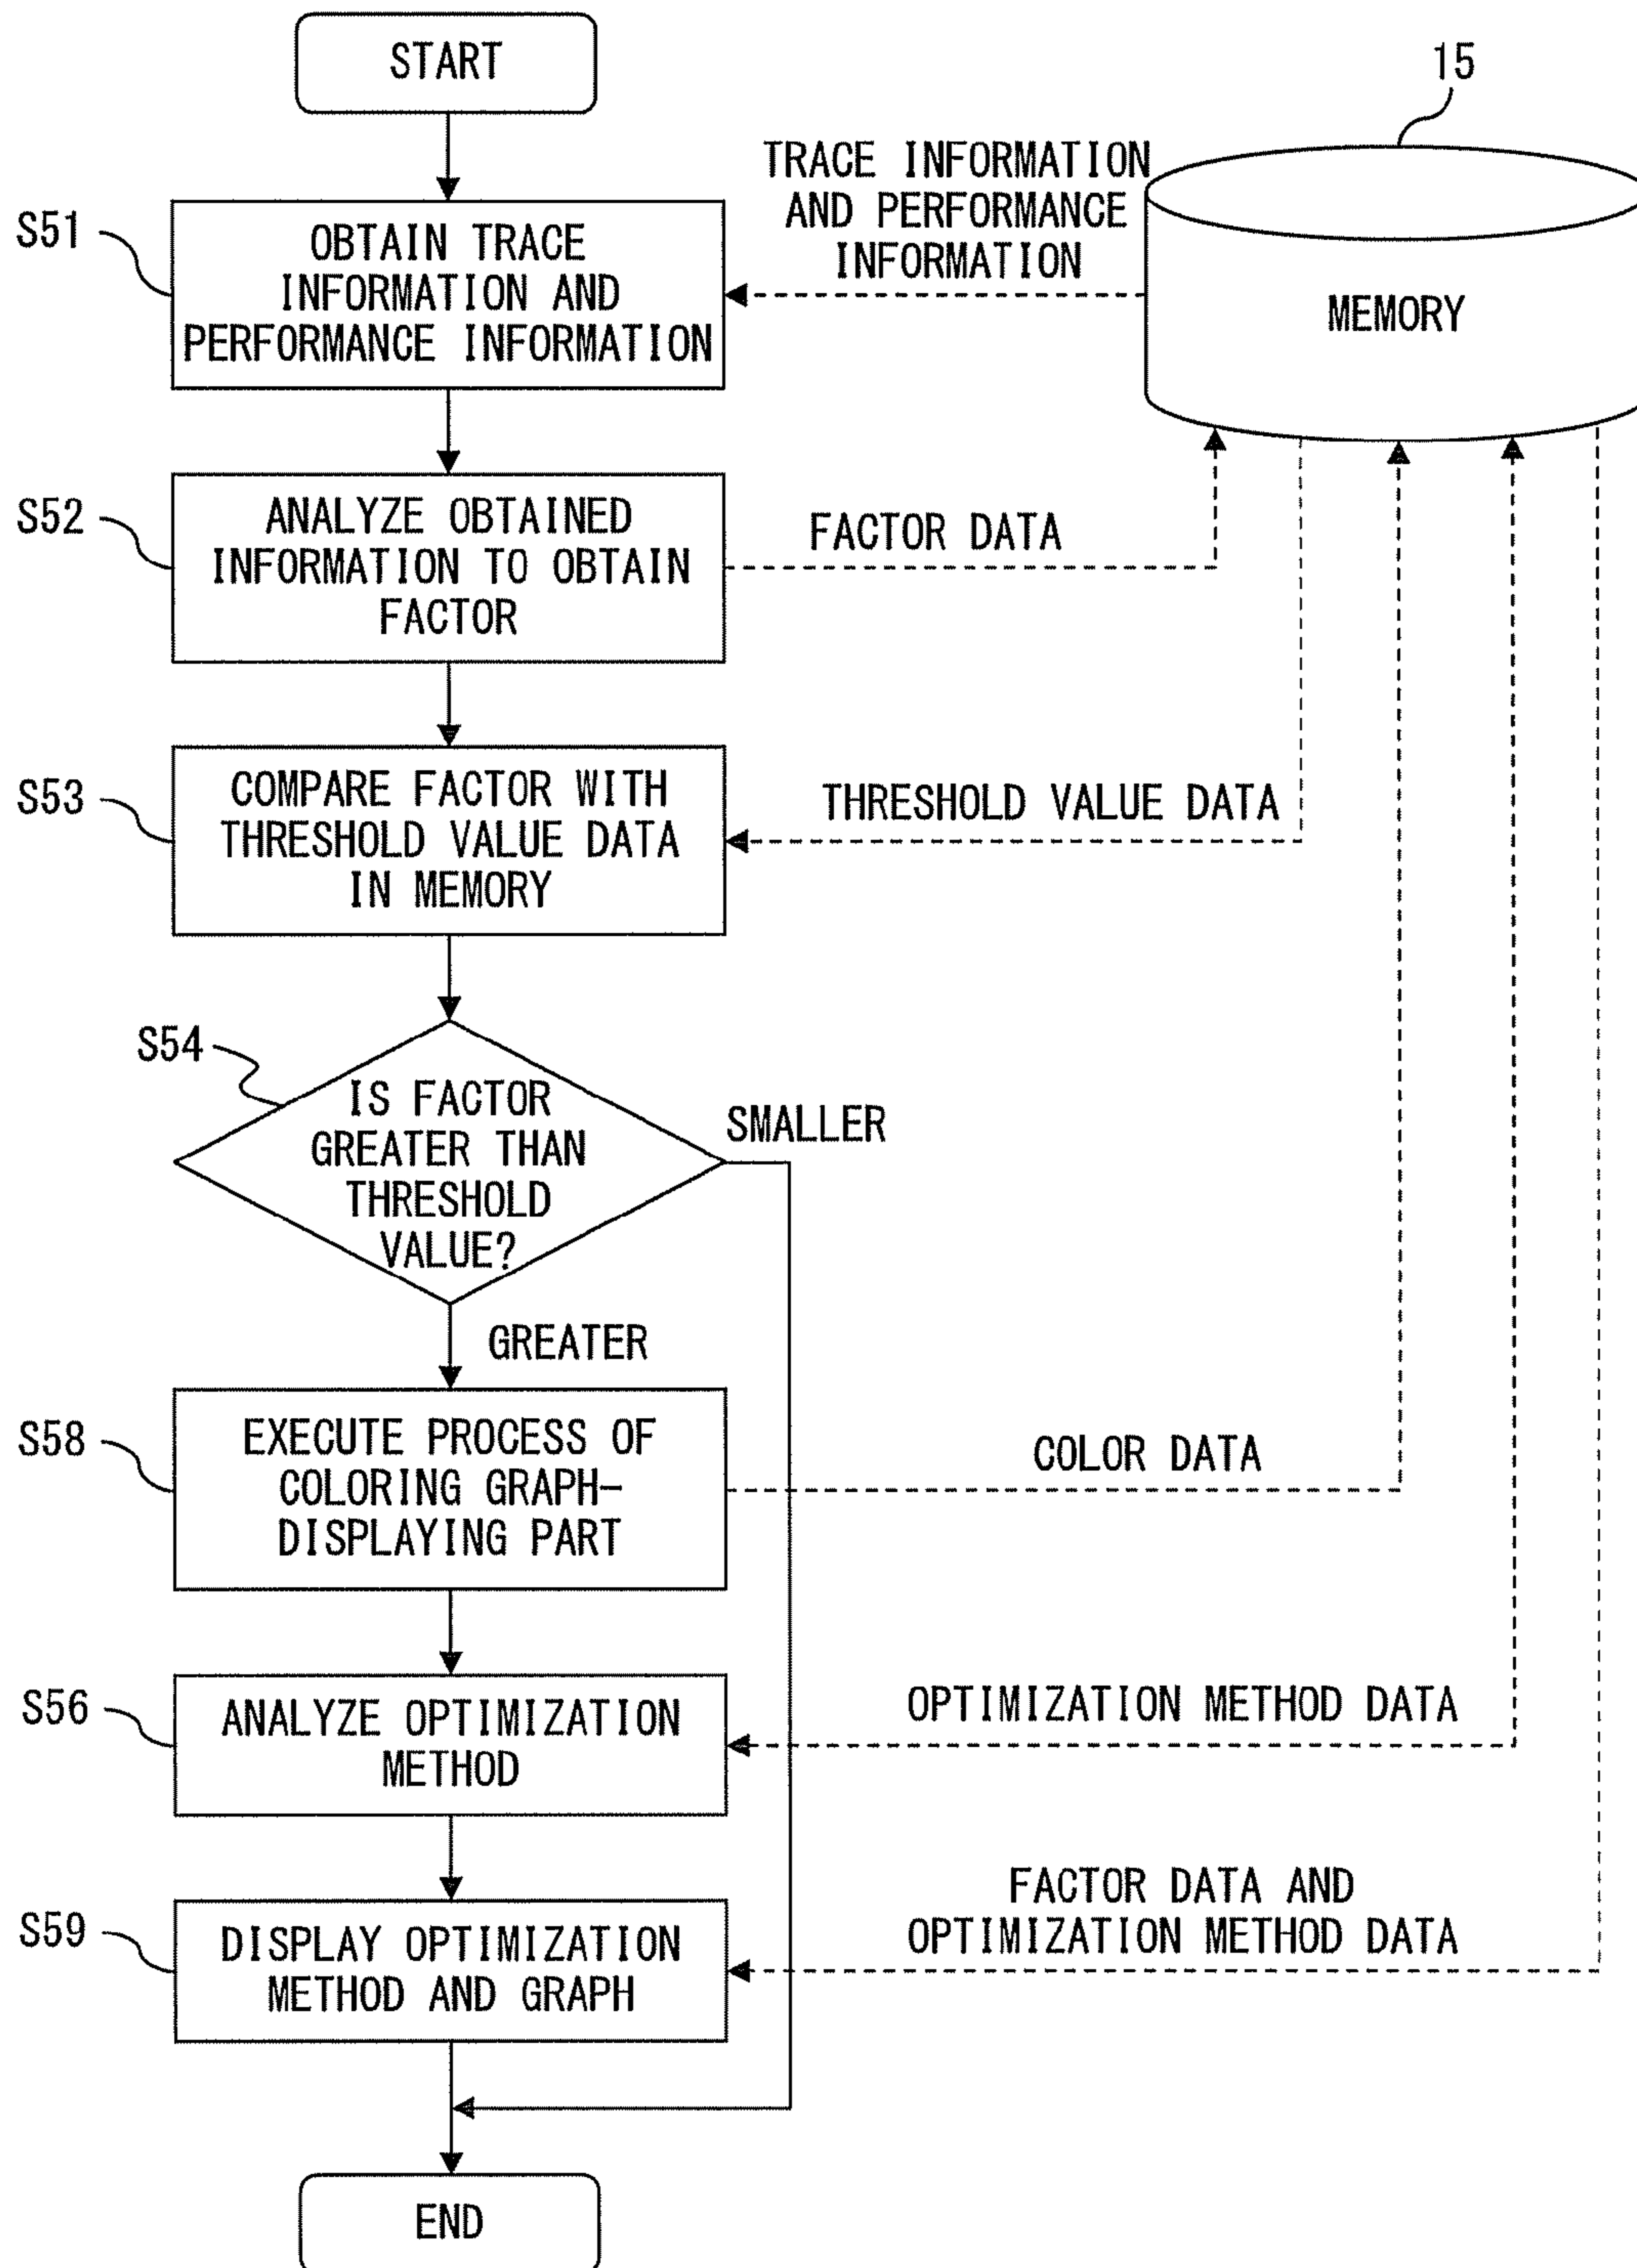 START
15
TRACE INFORMATION
AND PERFORMANCE
INFORMATION
MEMORY
S51
OBTAIN TRACE
INFORMATION AND
PERFORMANCE INFORMATION
S52
ANALYZE OBTAINED
INFORMATION TO OBTAIN
FACTOR
FACTOR DATA
S53
COMPARE FACTOR WITH
THRESHOLD VALUE DATA
IN MEMORY
THRESHOLD VALUE DATA
S54
IS FACTOR
GREATER THAN
THRESHOLD
VALUE?
SMALLER
GREATER
S58
EXECUTE PROCESS OF
COLORING GRAPH-
DISPLAYING PART
COLOR DATA
S56
ANALYZE OPTIMIZATION
METHOD
OPTIMIZATION METHOD DATA
S59
DISPLAY OPTIMIZATION
METHOD AND GRAPH
FACTOR DATA AND
OPTIMIZATION METHOD DATA
END